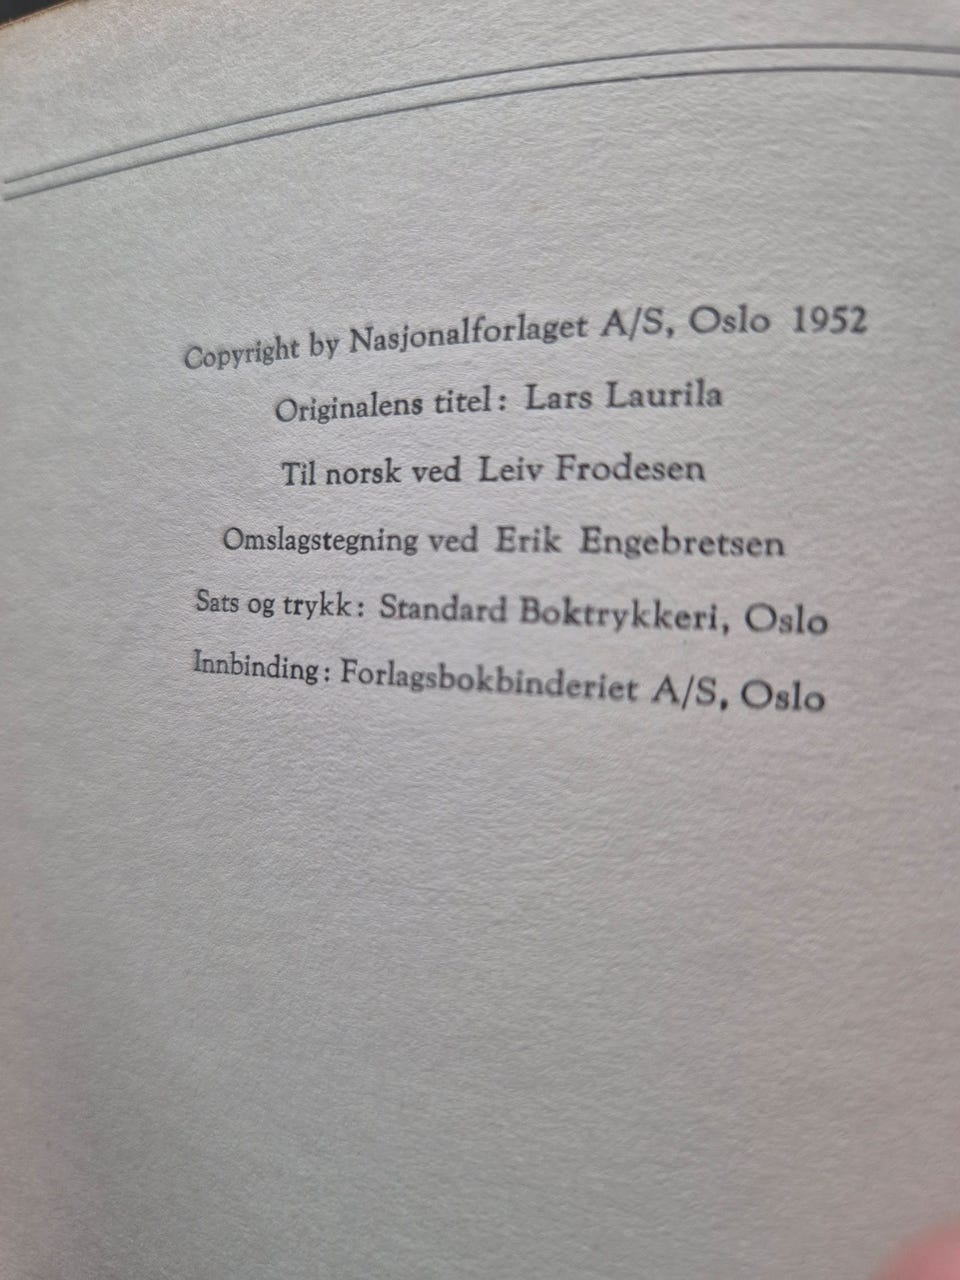 Copyright by Nasjonalforlaget A/S, Oslo 1952
Originalens titel: Lars Laurila
Til norsk ved Leiv Frodesen
Omslagstegning ved Erik Engebretsen
Sats og trykk: Standard Boktrykkeri, Oslo
Innbinding: Forlagsbokbinderiet A/S, Oslo